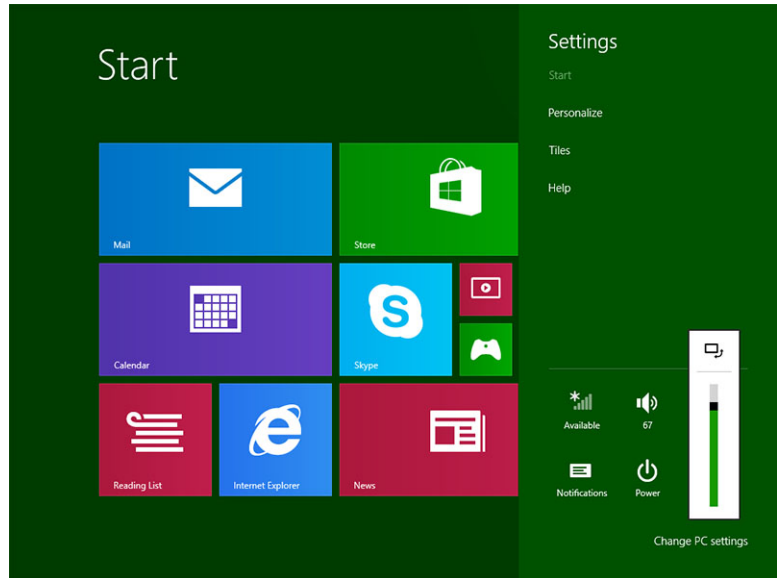 Start
Mail
Store
Calendar
Skype
Reading List
Internet Explorer
News
Settings
Start
Personalize
Tiles
Help
Available
67
Notifications
Power
Change PC settings